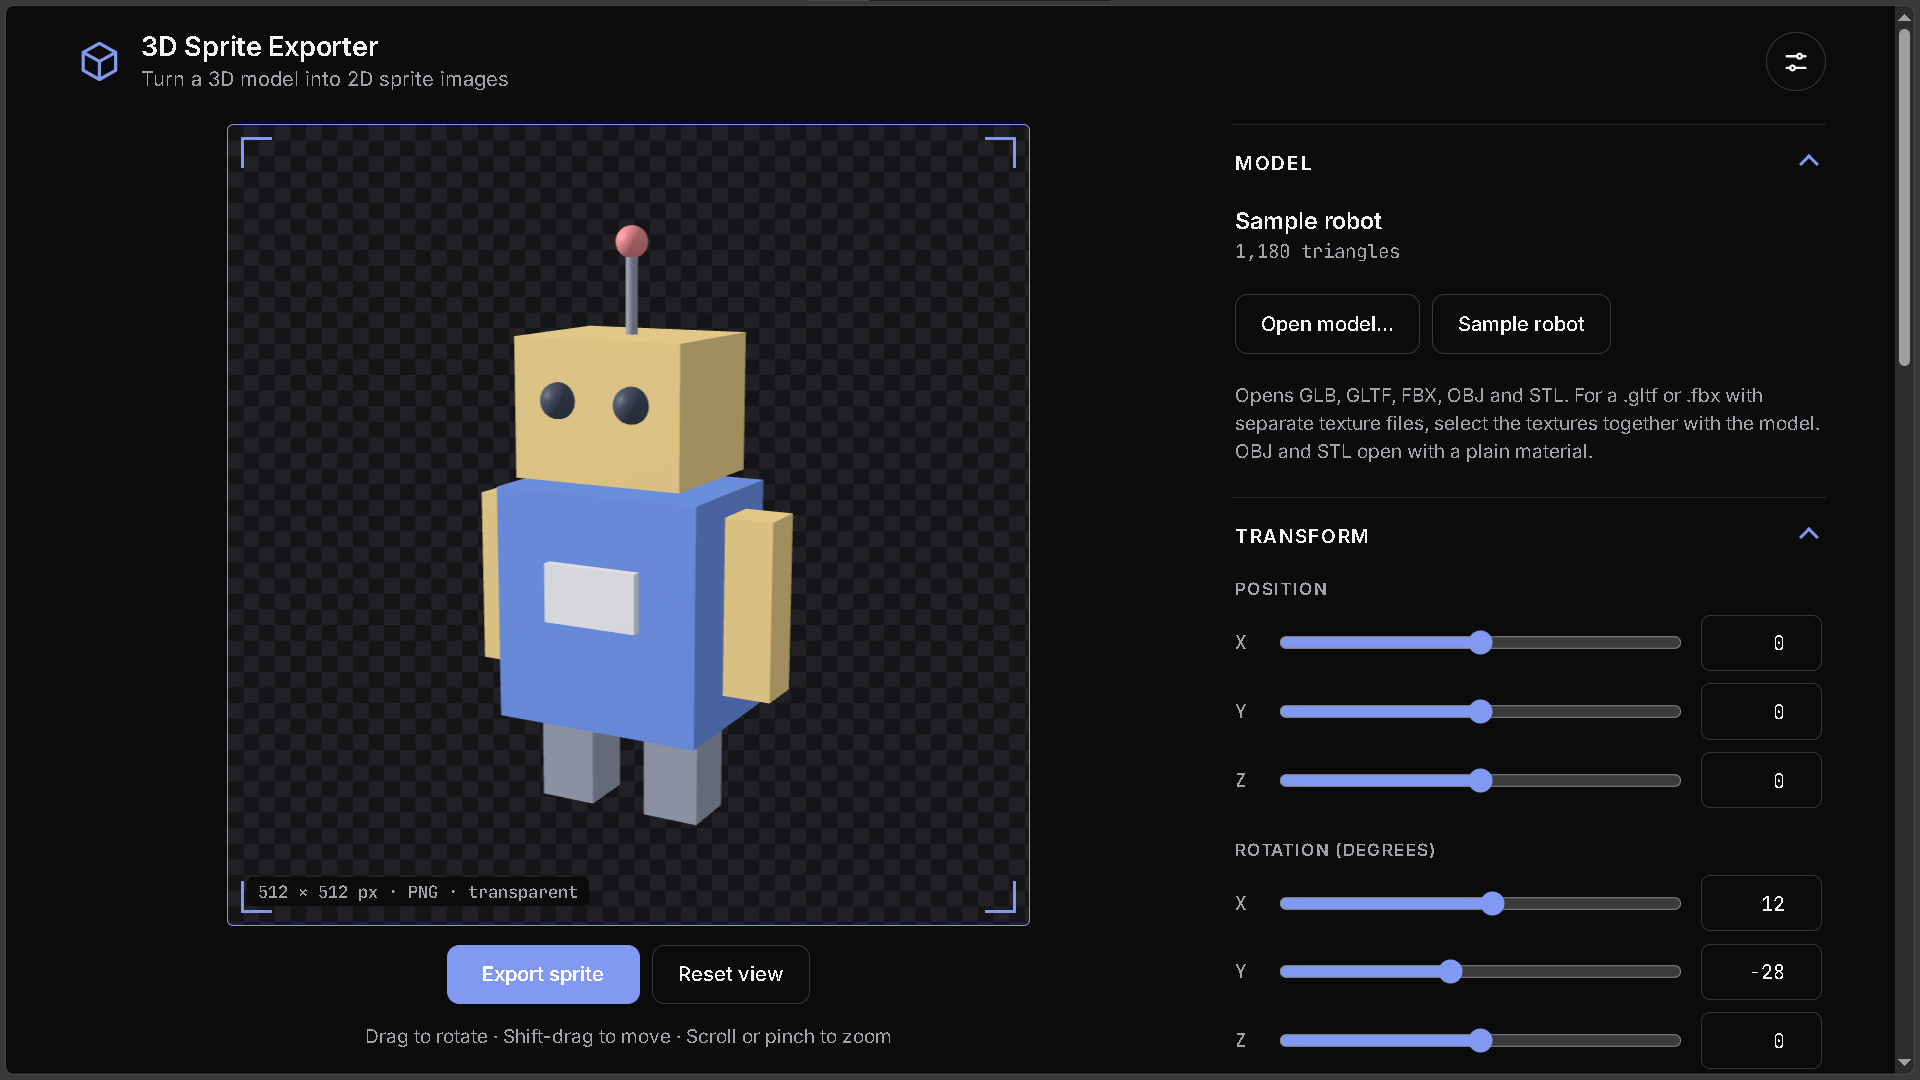 3D Sprite Exporter
Turn a 3D model into 2D sprite images
512 × 512 px · PNG · transparent
Export sprite
Reset view
Drag to rotate · Shift-drag to move · Scroll or pinch to zoom
MODEL
Sample robot
1,180 triangles
Open model...
Sample robot
Opens GLB, GLTF, FBX, OBJ and STL. For a .gltf or .fbx with
separate texture files, select the textures together with the model.
OBJ and STL open with a plain material.
TRANSFORM
POSITION
X 0
Y 0
Z 0
ROTATION (DEGREES)
X 12
Y -28
Z 0